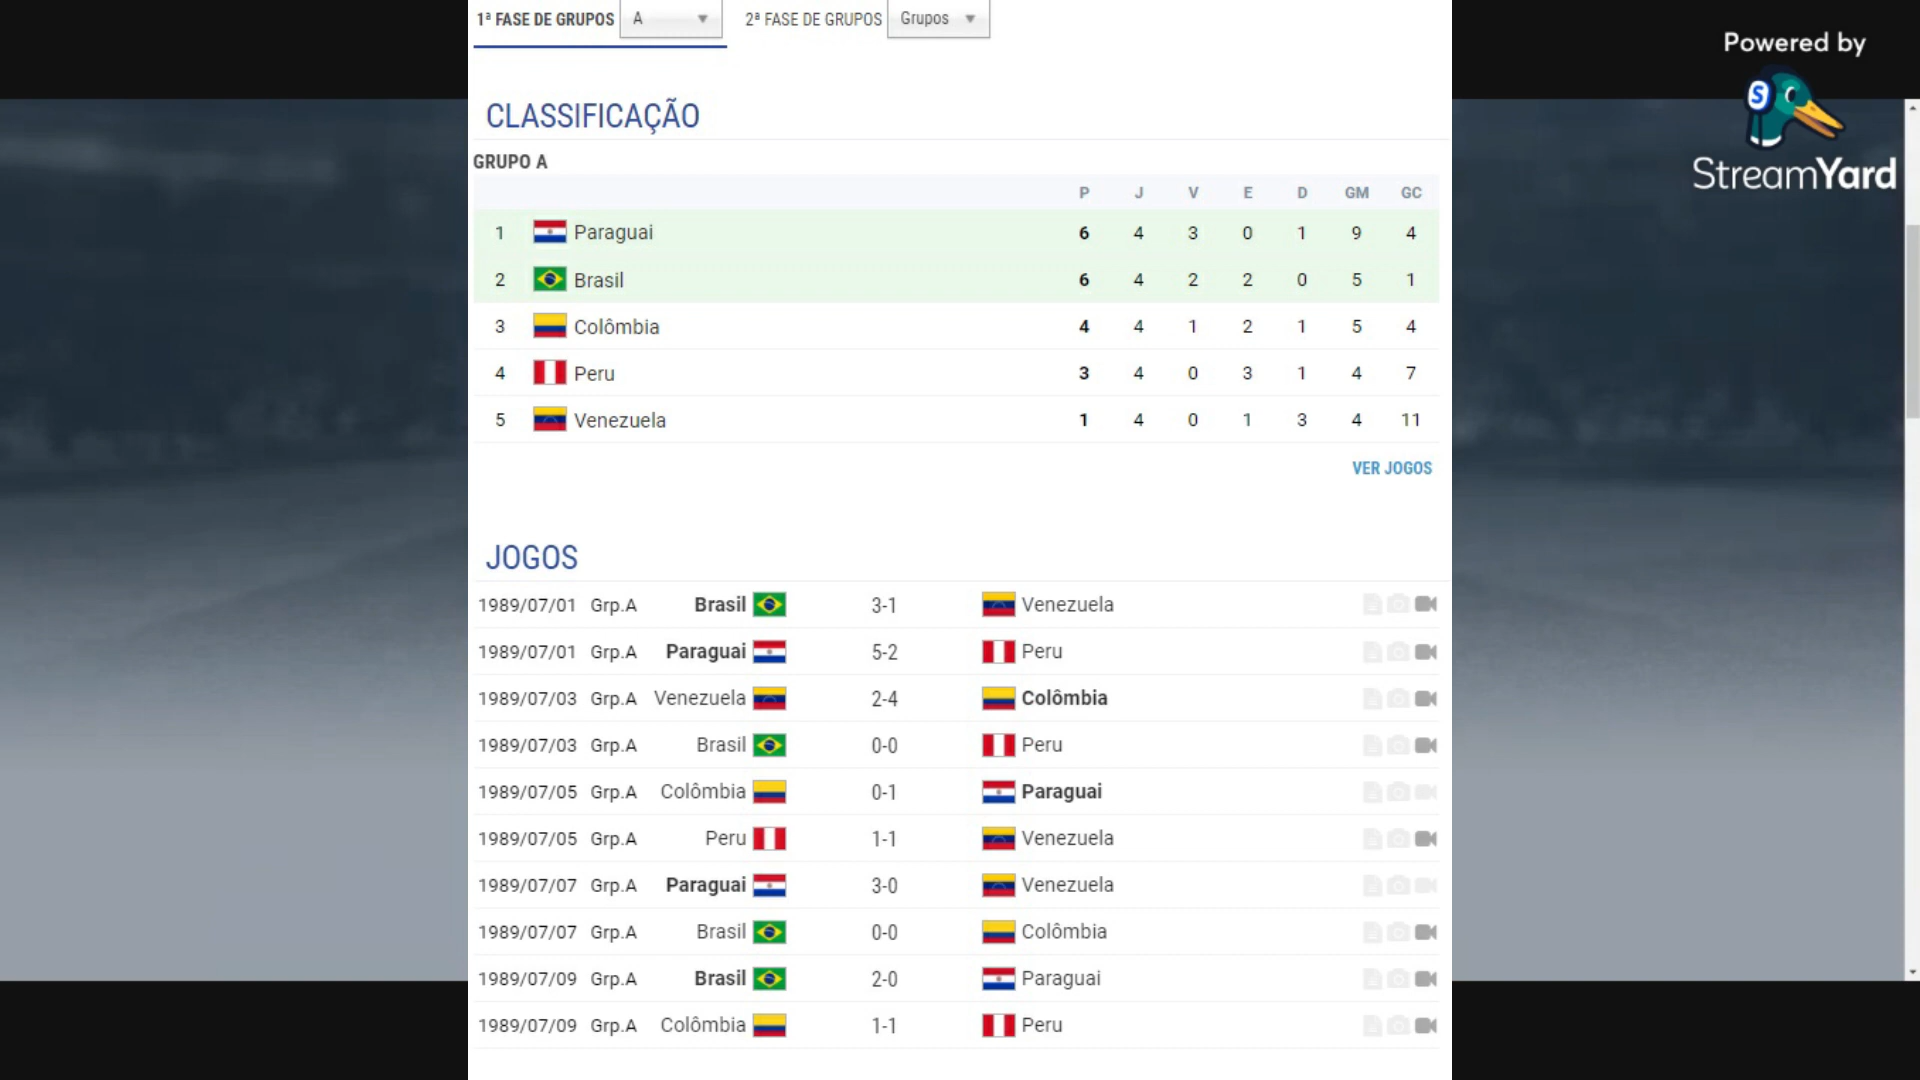 1ª FASE DE GRUPOS A 2ª FASE DE GRUPOS Grupos
Powered by
StreamYard
CLASSIFICAÇÃO
GRUPO A
P J V E D GM GC
1 Paraguai 6 4 3 0 1 9 4
2 Brasil 6 4 2 2 0 5 1
3 Colômbia 4 4 1 2 1 5 4
4 Peru 3 4 0 3 1 4 7
5 Venezuela 1 4 0 1 3 4 11
VER JOGOS
JOGOS
1989/07/01 Grp.A Brasil 3-1 Venezuela
1989/07/01 Grp.A Paraguai 5-2 Peru
1989/07/03 Grp.A Venezuela 2-4 Colômbia
1989/07/03 Grp.A Brasil 0-0 Peru
1989/07/05 Grp.A Colômbia 0-1 Paraguai
1989/07/05 Grp.A Peru 1-1 Venezuela
1989/07/07 Grp.A Paraguai 3-0 Venezuela
1989/07/07 Grp.A Brasil 0-0 Colômbia
1989/07/09 Grp.A Brasil 2-0 Paraguai
1989/07/09 Grp.A Colômbia 1-1 Peru